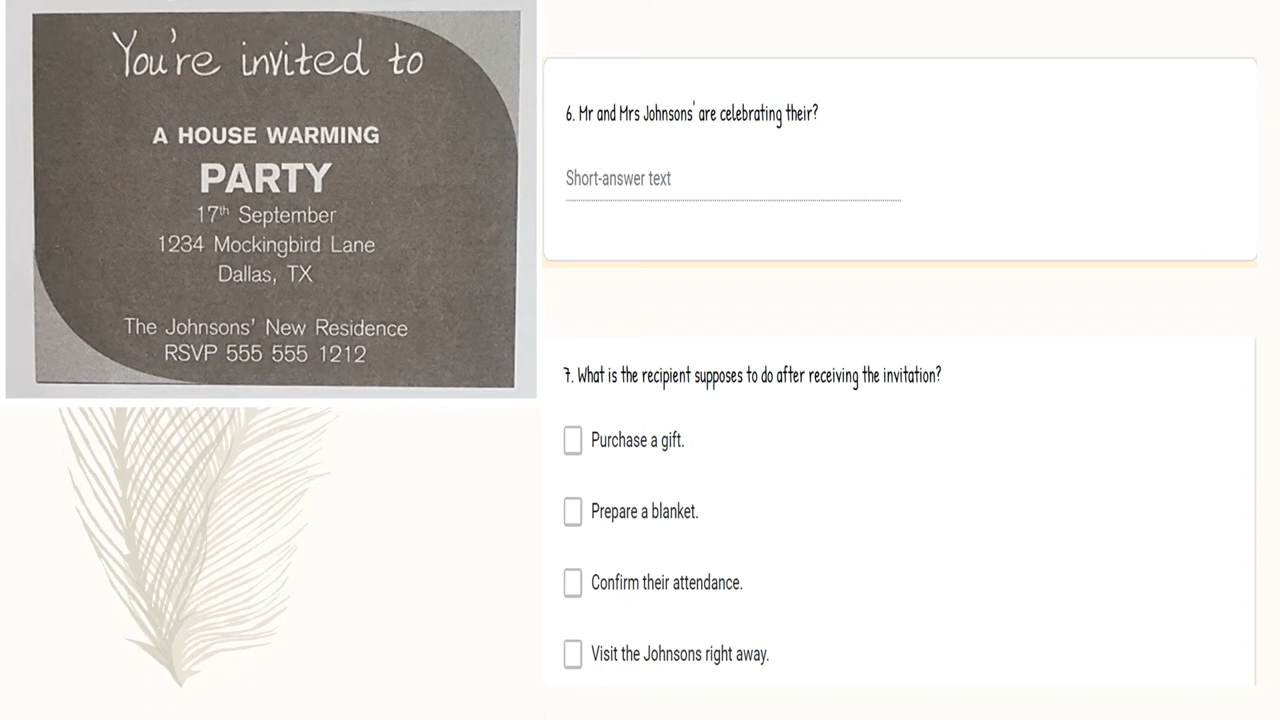 You're invited to
A HOUSE WARMING
PARTY
17th September
1234 Mockingbird Lane
Dallas, TX
The Johnsons' New Residence
RSVP 555 555 1212
6. Mr and Mrs Johnsons' are celebrating their?
Short-answer text
7. What is the recipient supposes to do after receiving the invitation?
Purchase a gift.
Prepare a blanket.
Confirm their attendance.
Visit the Johnsons right away.